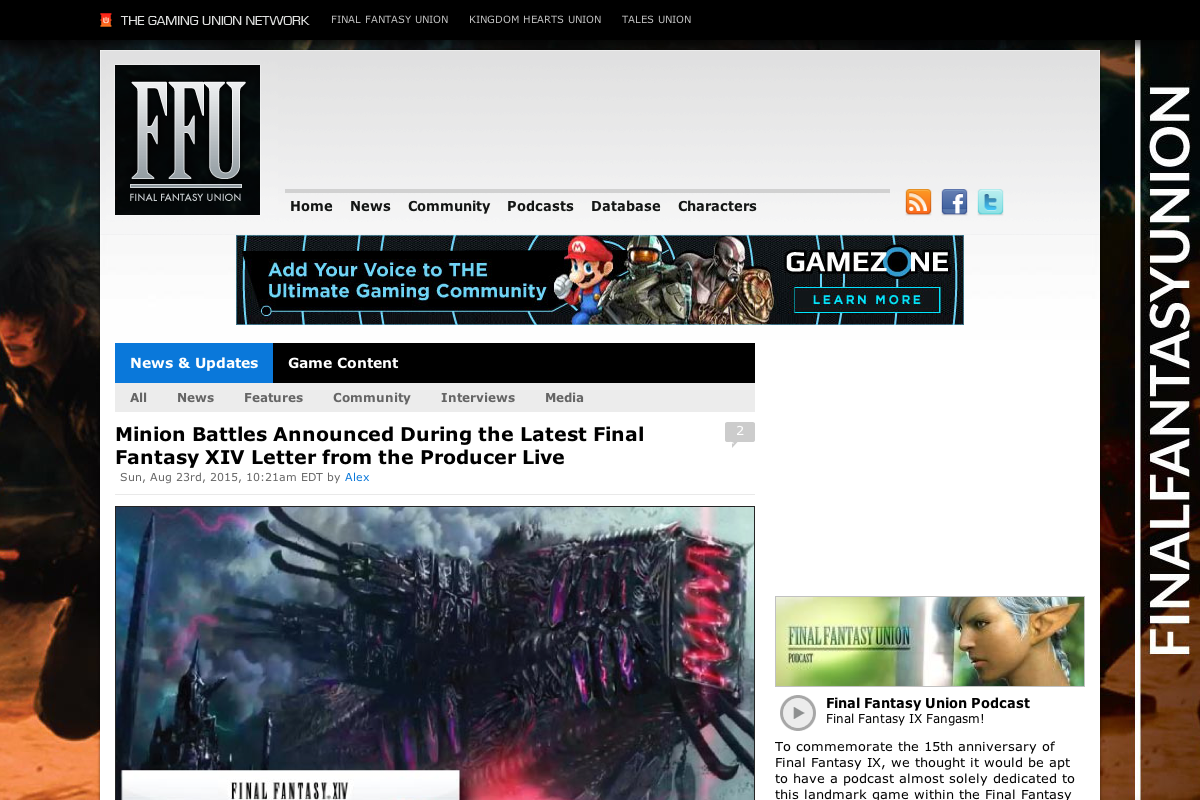 THE GAMING UNION NETWORK
FINAL FANTASY UNION
KINGDOM HEARTS UNION
TALES UNION
FFU
FINAL FANTASY UNION
Home News Community Podcasts Database Characters
Add Your Voice to THE
Ultimate Gaming Community
GAMEZONE
LEARN MORE
News & Updates
Game Content
All News Features Community Interviews Media
Minion Battles Announced During the Latest Final
Fantasy XIV Letter from the Producer Live
2
Sun, Aug 23rd, 2015, 10:21am EDT by Alex
FINAL FANTASY XIV
FINAL FANTASY UNION
PODCAST
Final Fantasy Union Podcast
Final Fantasy IX Fangasm!
To commemorate the 15th anniversary of
Final Fantasy IX, we thought it would be apt
to have a podcast almost solely dedicated to
this landmark game within the Final Fantasy
FINALFANTASYUNION